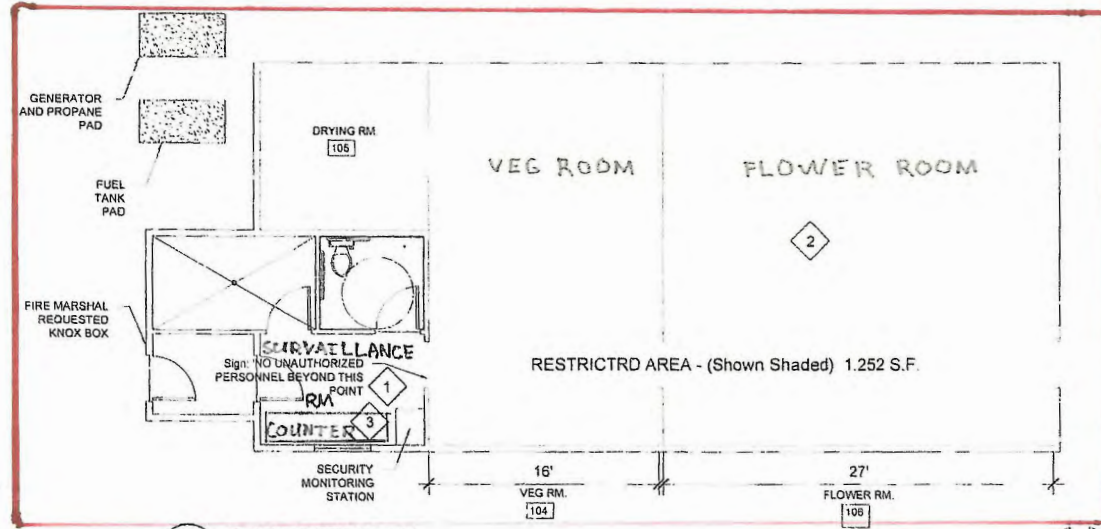 GENERATOR
AND PROPANE
PAD
FUEL
TANK
PAD
DRYING RM.
105
VEG ROOM
FLOWER ROOM
2
FIRE MARSHAL
REQUESTED
KNOX BOX
SURVAILLANCE
Sign: "NO UNAUTHORIZED
PERSONNEL BEYOND THIS
POINT
1
RM
3
COUNTER
RESTRICTRD AREA - (Shown Shaded) 1.252 S.F.
SECURITY
MONITORING
STATION
16'
VEG RM.
104
27'
FLOWER RM.
106